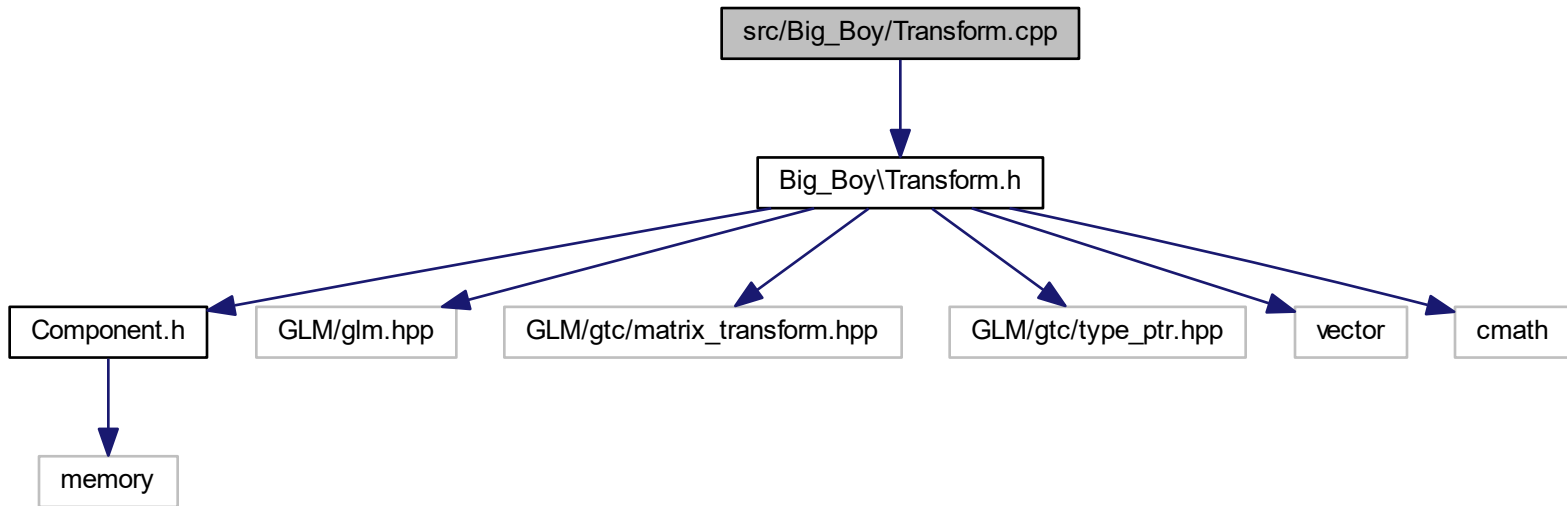 src/Big_Boy/Transform.cpp
Big_Boy\Transform.h
Component.h
GLM/glm.hpp
GLM/gtc/matrix_transform.hpp
GLM/gtc/type_ptr.hpp
vector
cmath
memory